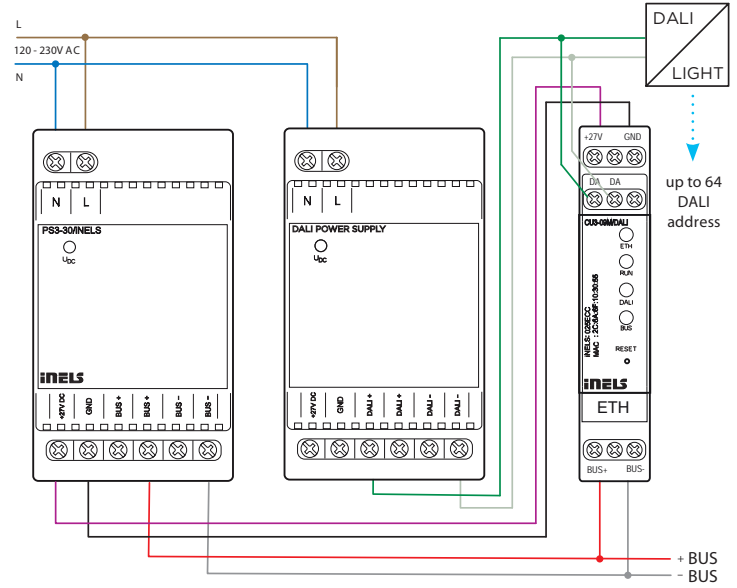 L
120 - 230V AC
N
DALI
LIGHT
up to 64
DALI
address
N L
PS3-30/INELS
UDC
iNELS
+27V DC GND BUS + BUS + BUS − BUS −
N L
DALI POWER SUPPLY
UDC
+27V DC GND DALI + DALI + DALI − DALI −
+27V GND
DA DA
CU3-09M/DALI
ETH
RUN
DALI
BUS
RESET
iNELS: 025ECC
iNELS
ETH
BUS+ BUS-
+ BUS
− BUS